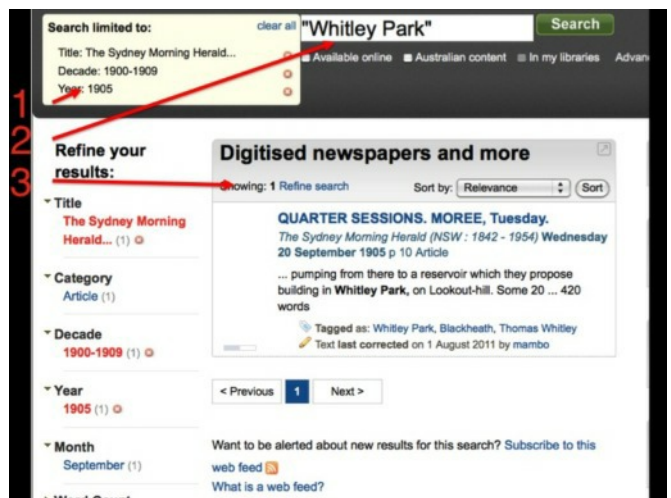 Search limited to:
clear all
Title: The Sydney Morning Herald...
Decade: 1900-1909
Year: 1905
"Whitley Park"
Search
Available online Australian content In my libraries Advan
1
2
3
Refine your
results:
Title
The Sydney Morning
Herald... (1)
Category
Article (1)
Decade
1900-1909 (1)
Year
1905 (1)
Month
September (1)
Digitised newspapers and more
Showing: 1 Refine search Sort by: Relevance Sort
QUARTER SESSIONS. MOREE, Tuesday.
The Sydney Morning Herald (NSW : 1842 - 1954) Wednesday
20 September 1905 p 10 Article
... pumping from there to a reservoir which they propose
building in Whitley Park, on Lookout-hill. Some 20 ... 420
words
Tagged as: Whitley Park, Blackheath, Thomas Whitley
Text last corrected on 1 August 2011 by mambo
< Previous 1 Next >
Want to be alerted about new results for this search? Subscribe to this
web feed
What is a web feed?